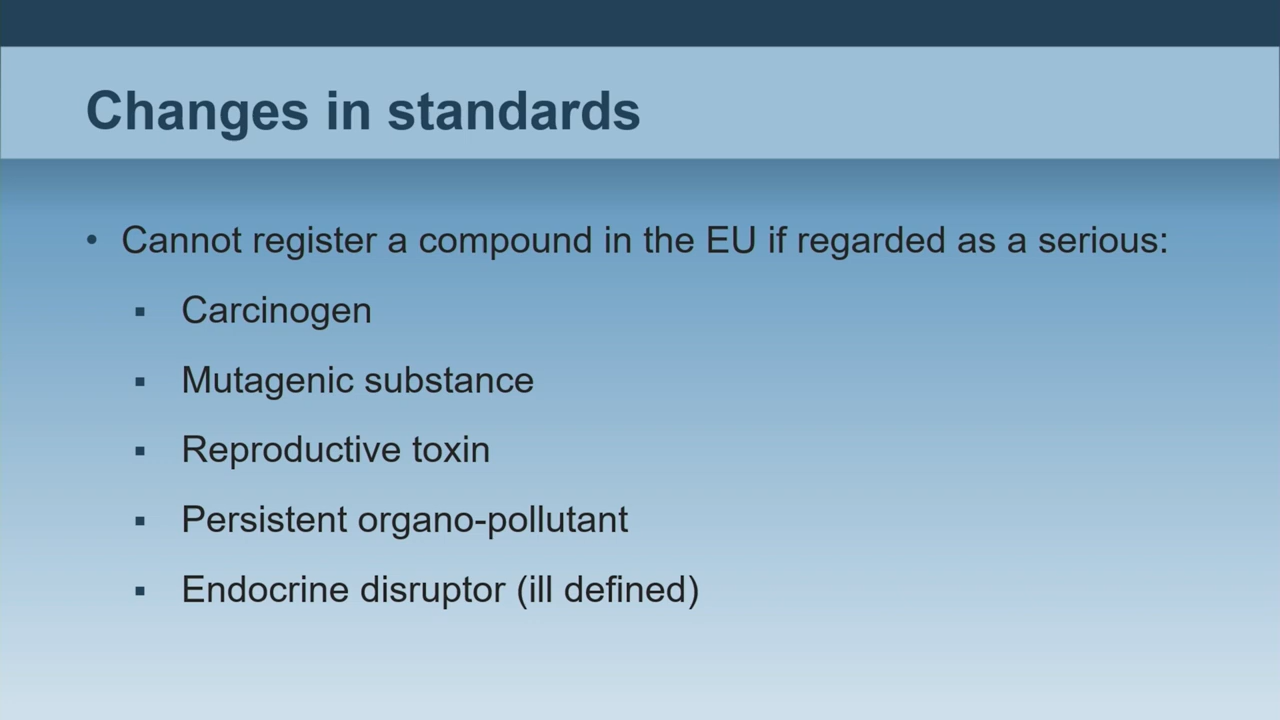 Changes in standards
• Cannot register a compound in the EU if regarded as a serious:
▪ Carcinogen
▪ Mutagenic substance
▪ Reproductive toxin
▪ Persistent organo-pollutant
▪ Endocrine disruptor (ill defined)